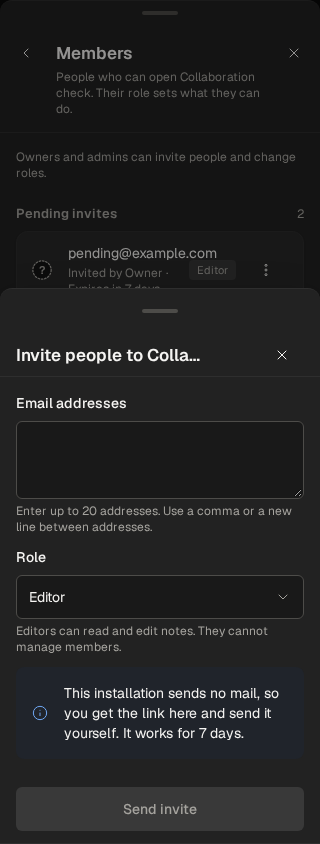 Members
People who can open Collaboration
check. Their role sets what they can
do.
Owners and admins can invite people and change
roles.
Pending invites 2
?
pending@example.com
Invited by Owner · Editor
Expires in 7 days
Invite people to Colla...
Email addresses
Enter up to 20 addresses. Use a comma or a new
line between addresses.
Role
Editor
Editors can read and edit notes. They cannot
manage members.
This installation sends no mail, so
you get the link here and send it
yourself. It works for 7 days.
Send invite